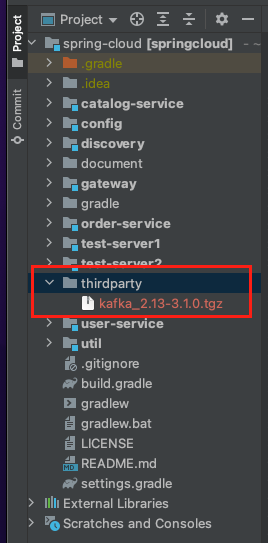 Project
Commit
Project
spring-cloud [springcloud]
.gradle
.idea
catalog-service
config
discovery
document
gateway
gradle
order-service
test-server1
test-server2
thirdparty
kafka_2.13-3.1.0.tgz
user-service
util
.gitignore
build.gradle
gradlew
gradlew.bat
LICENSE
README.md
settings.gradle
External Libraries
Scratches and Consoles